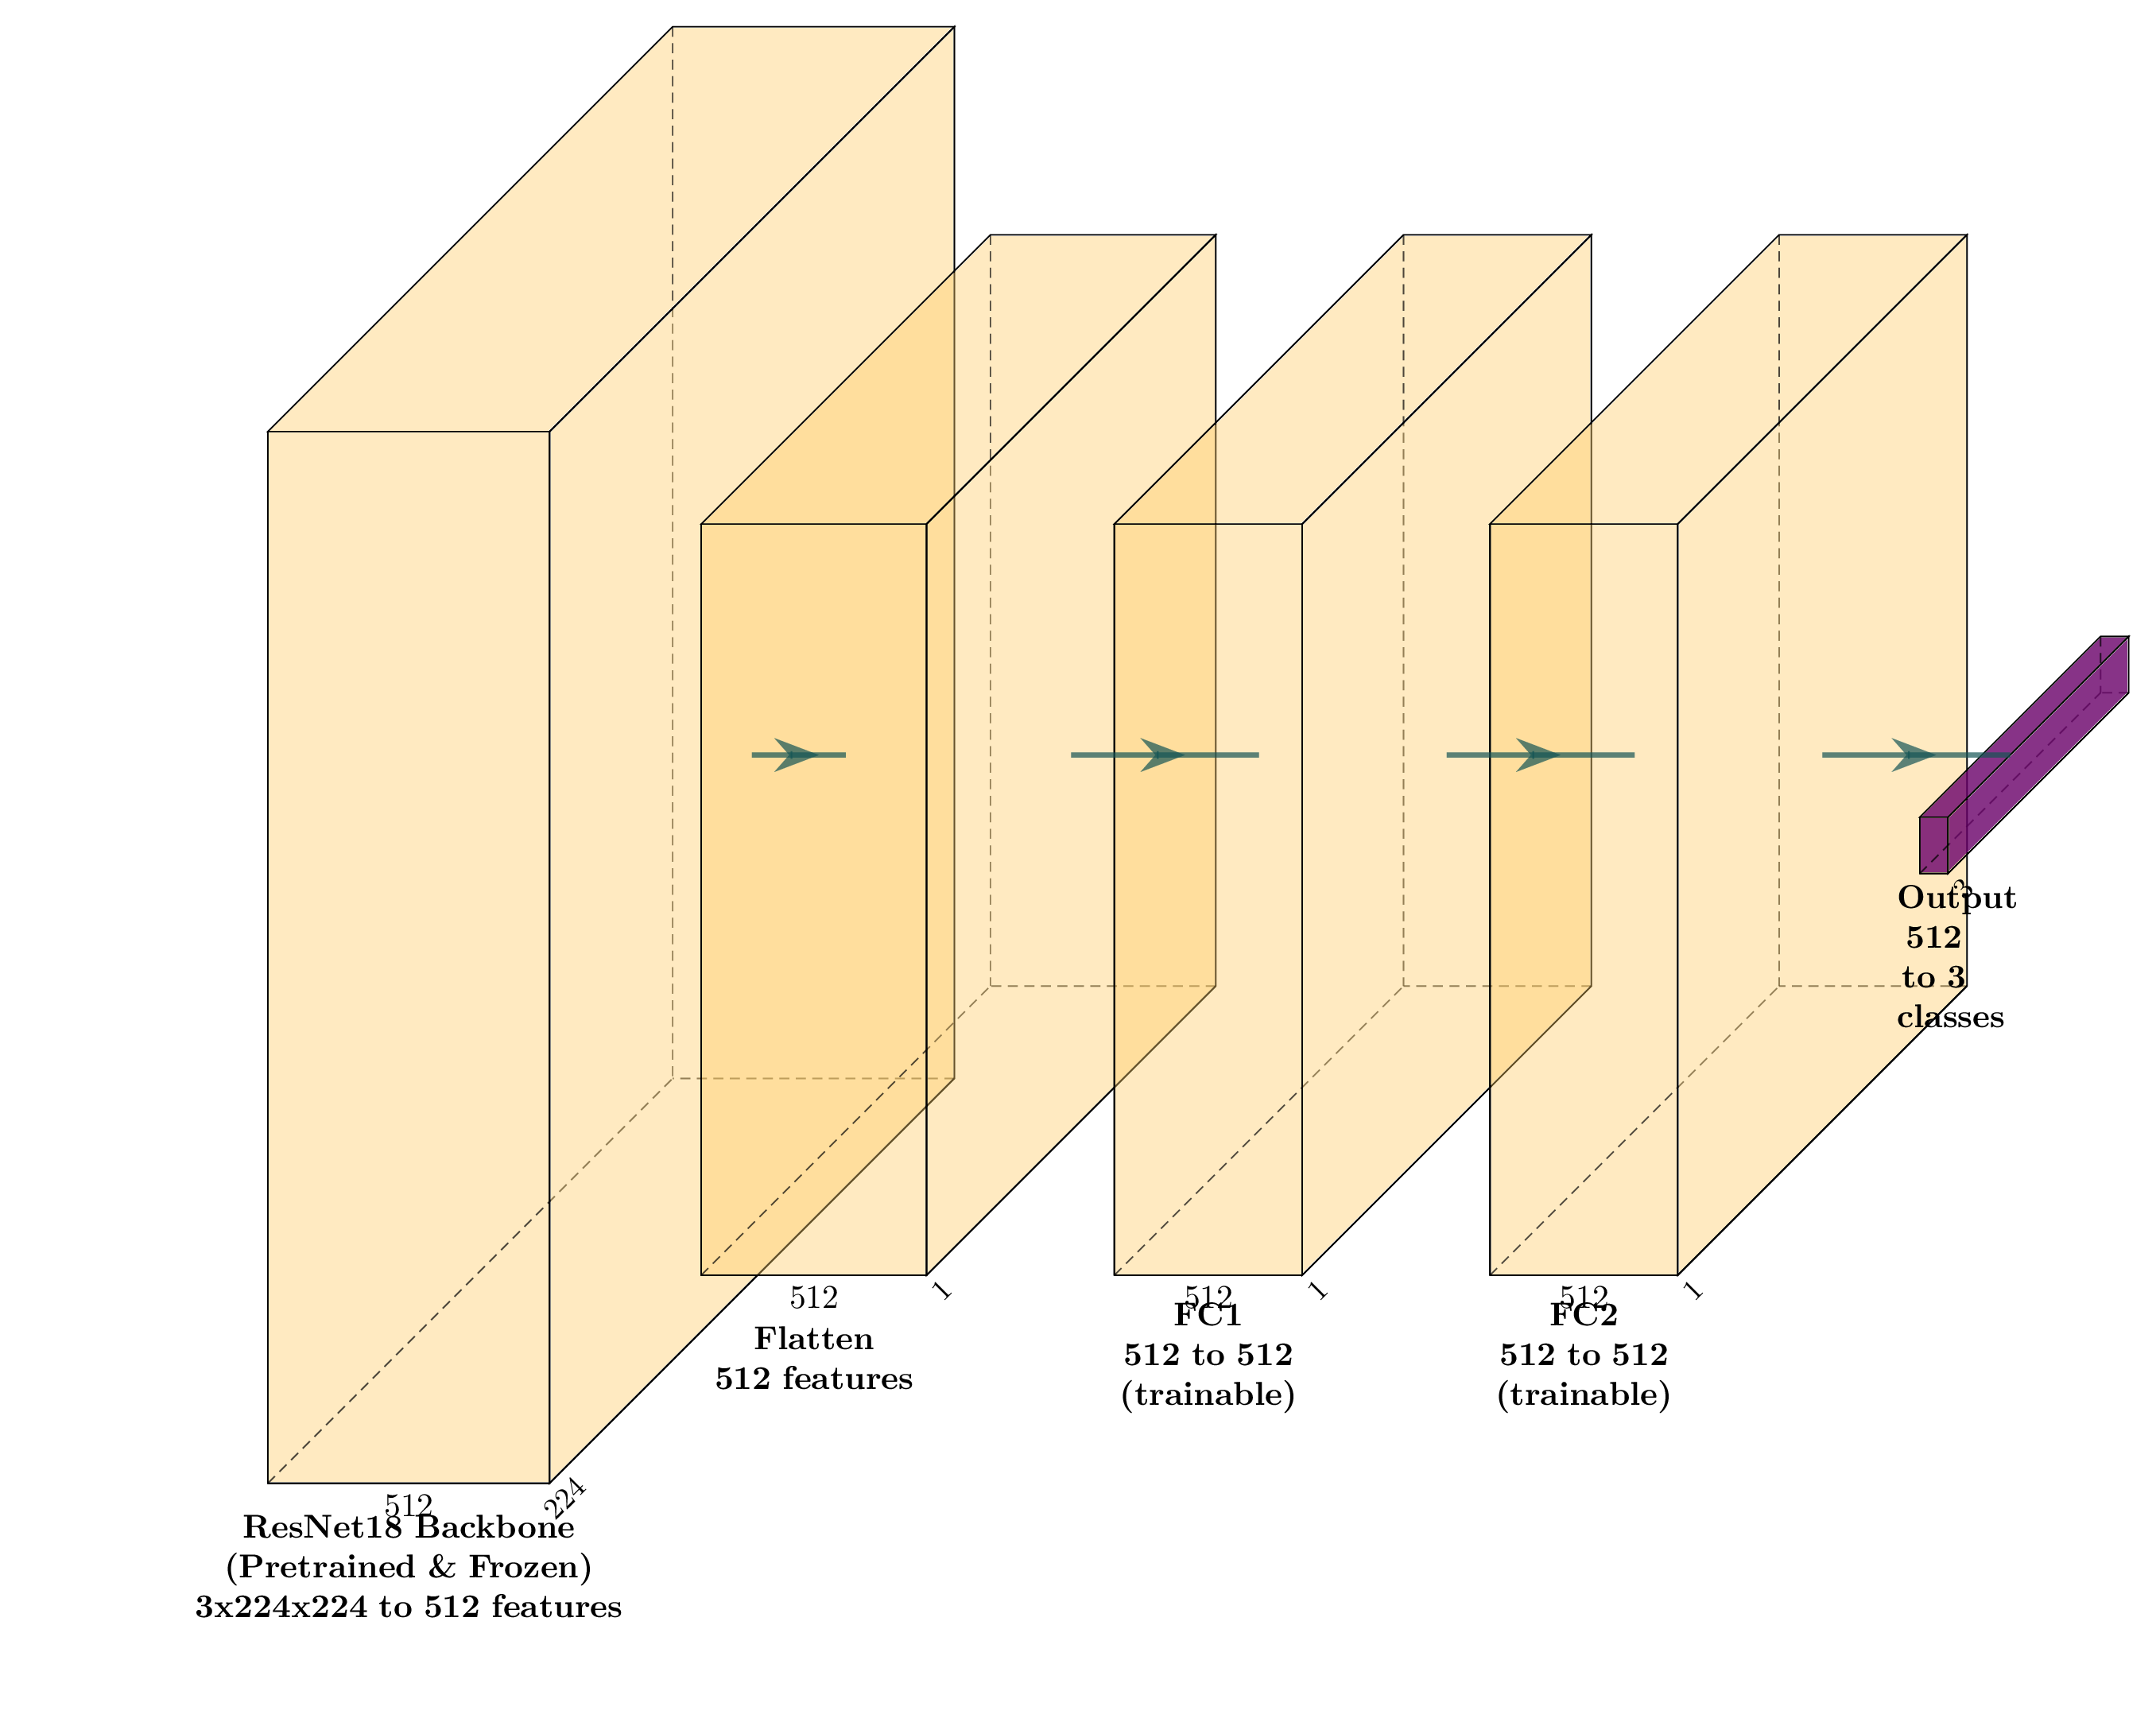 512
224
ResNet18 Backbone
(Pretrained & Frozen)
3x224x224 to 512 features
512
1
Flatten
512 features
512
1
FC1
512 to 512
(trainable)
512
1
FC2
512 to 512
(trainable)
3
Output
512
to 3
classes